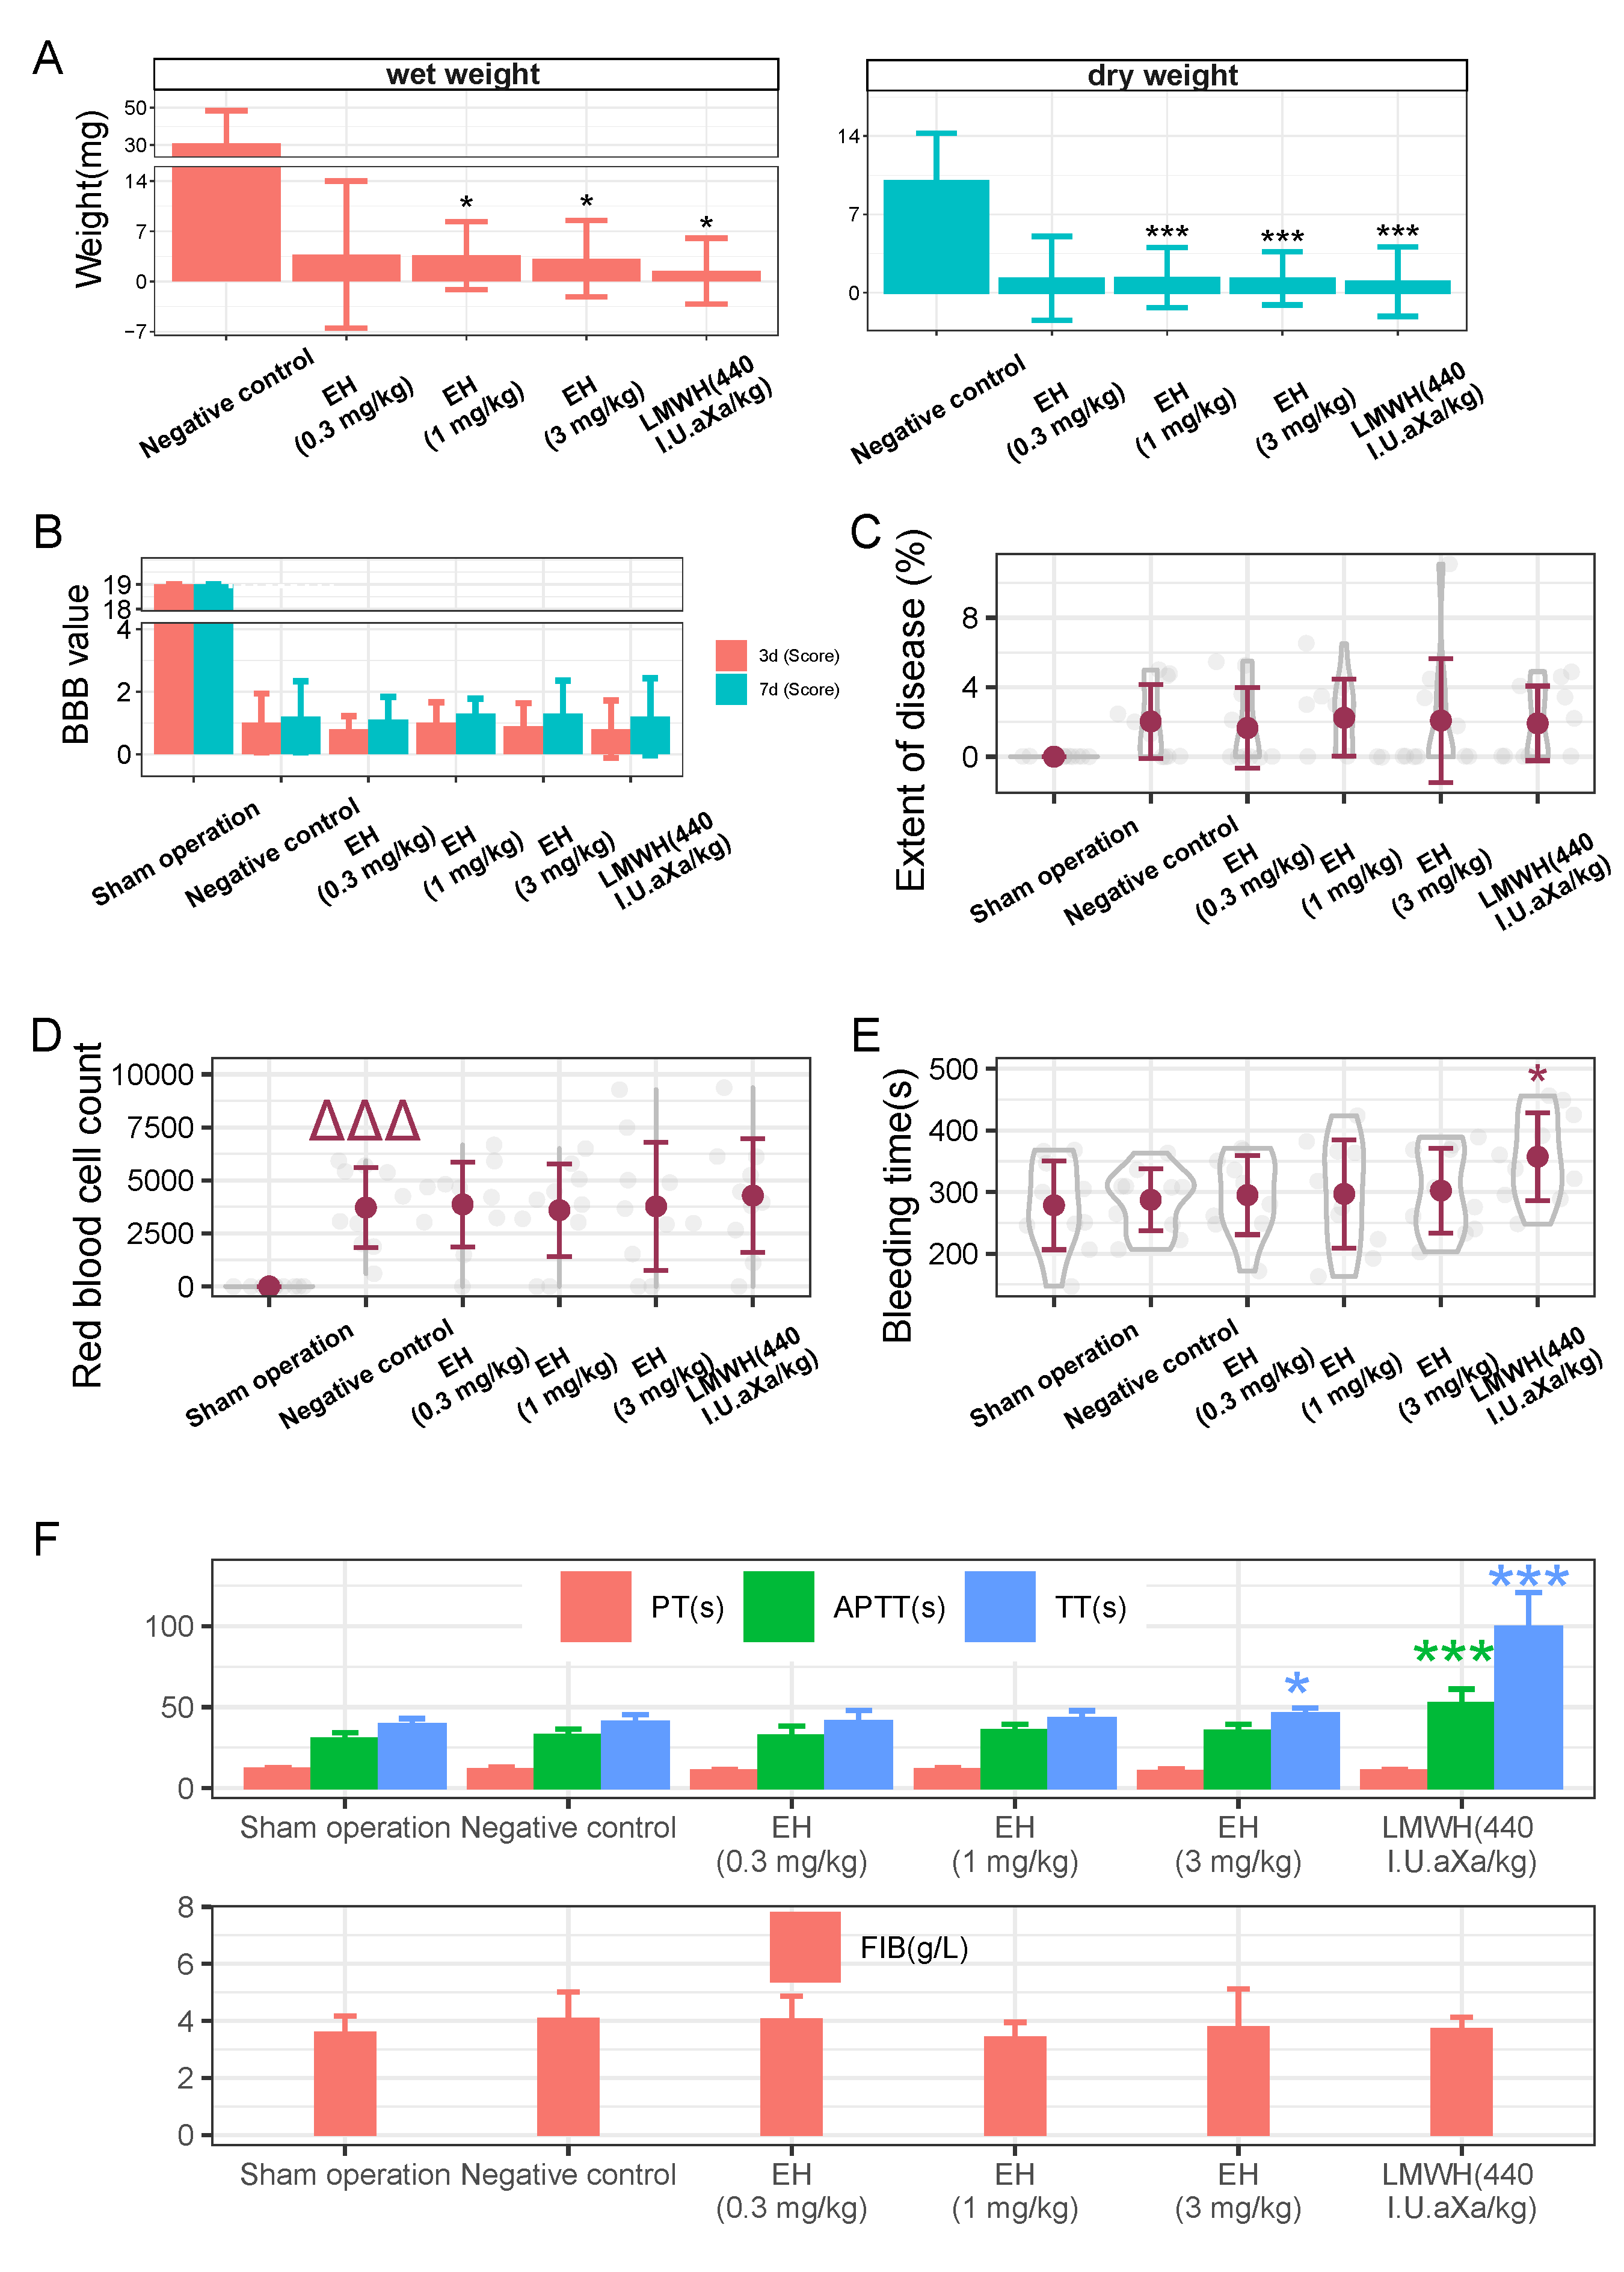 A
wet weight
dry weight
Weight(mg)
50
30
14
7
0
−7
*
*
*
14
7
0
***
***
***
Negative control
EH
(0.3 mg/kg)
EH
(1 mg/kg)
EH
(3 mg/kg)
LMWH(440
I.U.aXa/kg)
Negative control
EH
(0.3 mg/kg)
EH
(1 mg/kg)
EH
(3 mg/kg)
LMWH(440
I.U.aXa/kg)
B
BBB value
19
18
4
2
0
3d (Score)
7d (Score)
Sham operation
Negative control
EH
(0.3 mg/kg)
EH
(1 mg/kg)
EH
(3 mg/kg)
LMWH(440
I.U.aXa/kg)
C
Extent of disease (%)
8
4
0
Sham operation
Negative control
EH
(0.3 mg/kg)
EH
(1 mg/kg)
EH
(3 mg/kg)
LMWH(440
I.U.aXa/kg)
D
Red blood cell count
10000
7500
5000
2500
0
ΔΔΔ
Sham operation
Negative control
EH
(0.3 mg/kg)
EH
(1 mg/kg)
EH
(3 mg/kg)
LMWH(440
I.U.aXa/kg)
E
Bleeding time(s)
500
400
300
200
*
Sham operation
Negative control
EH
(0.3 mg/kg)
EH
(1 mg/kg)
EH
(3 mg/kg)
LMWH(440
I.U.aXa/kg)
F
100
50
0
PT(s)
APTT(s)
TT(s)
*
***
***
Sham operation
Negative control
EH
(0.3 mg/kg)
EH
(1 mg/kg)
EH
(3 mg/kg)
LMWH(440
I.U.aXa/kg)
8
6
4
2
0
FIB(g/L)
Sham operation
Negative control
EH
(0.3 mg/kg)
EH
(1 mg/kg)
EH
(3 mg/kg)
LMWH(440
I.U.aXa/kg)